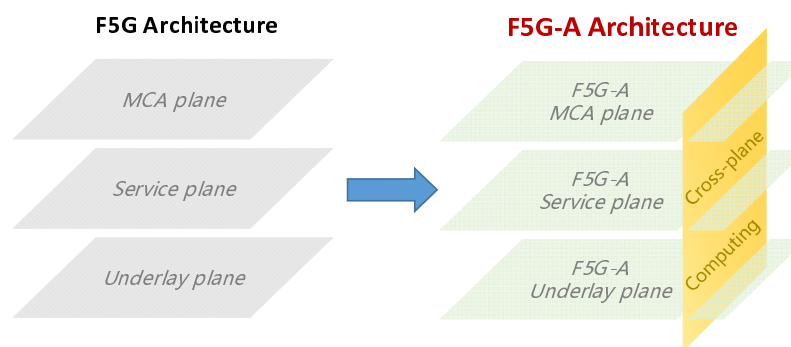 F5G Architecture
MCA plane
Service plane
Underlay plane
F5G-A Architecture
F5G-A
MCA plane
F5G-A
Service plane
F5G-A
Underlay plane
Cross-plane
Computing